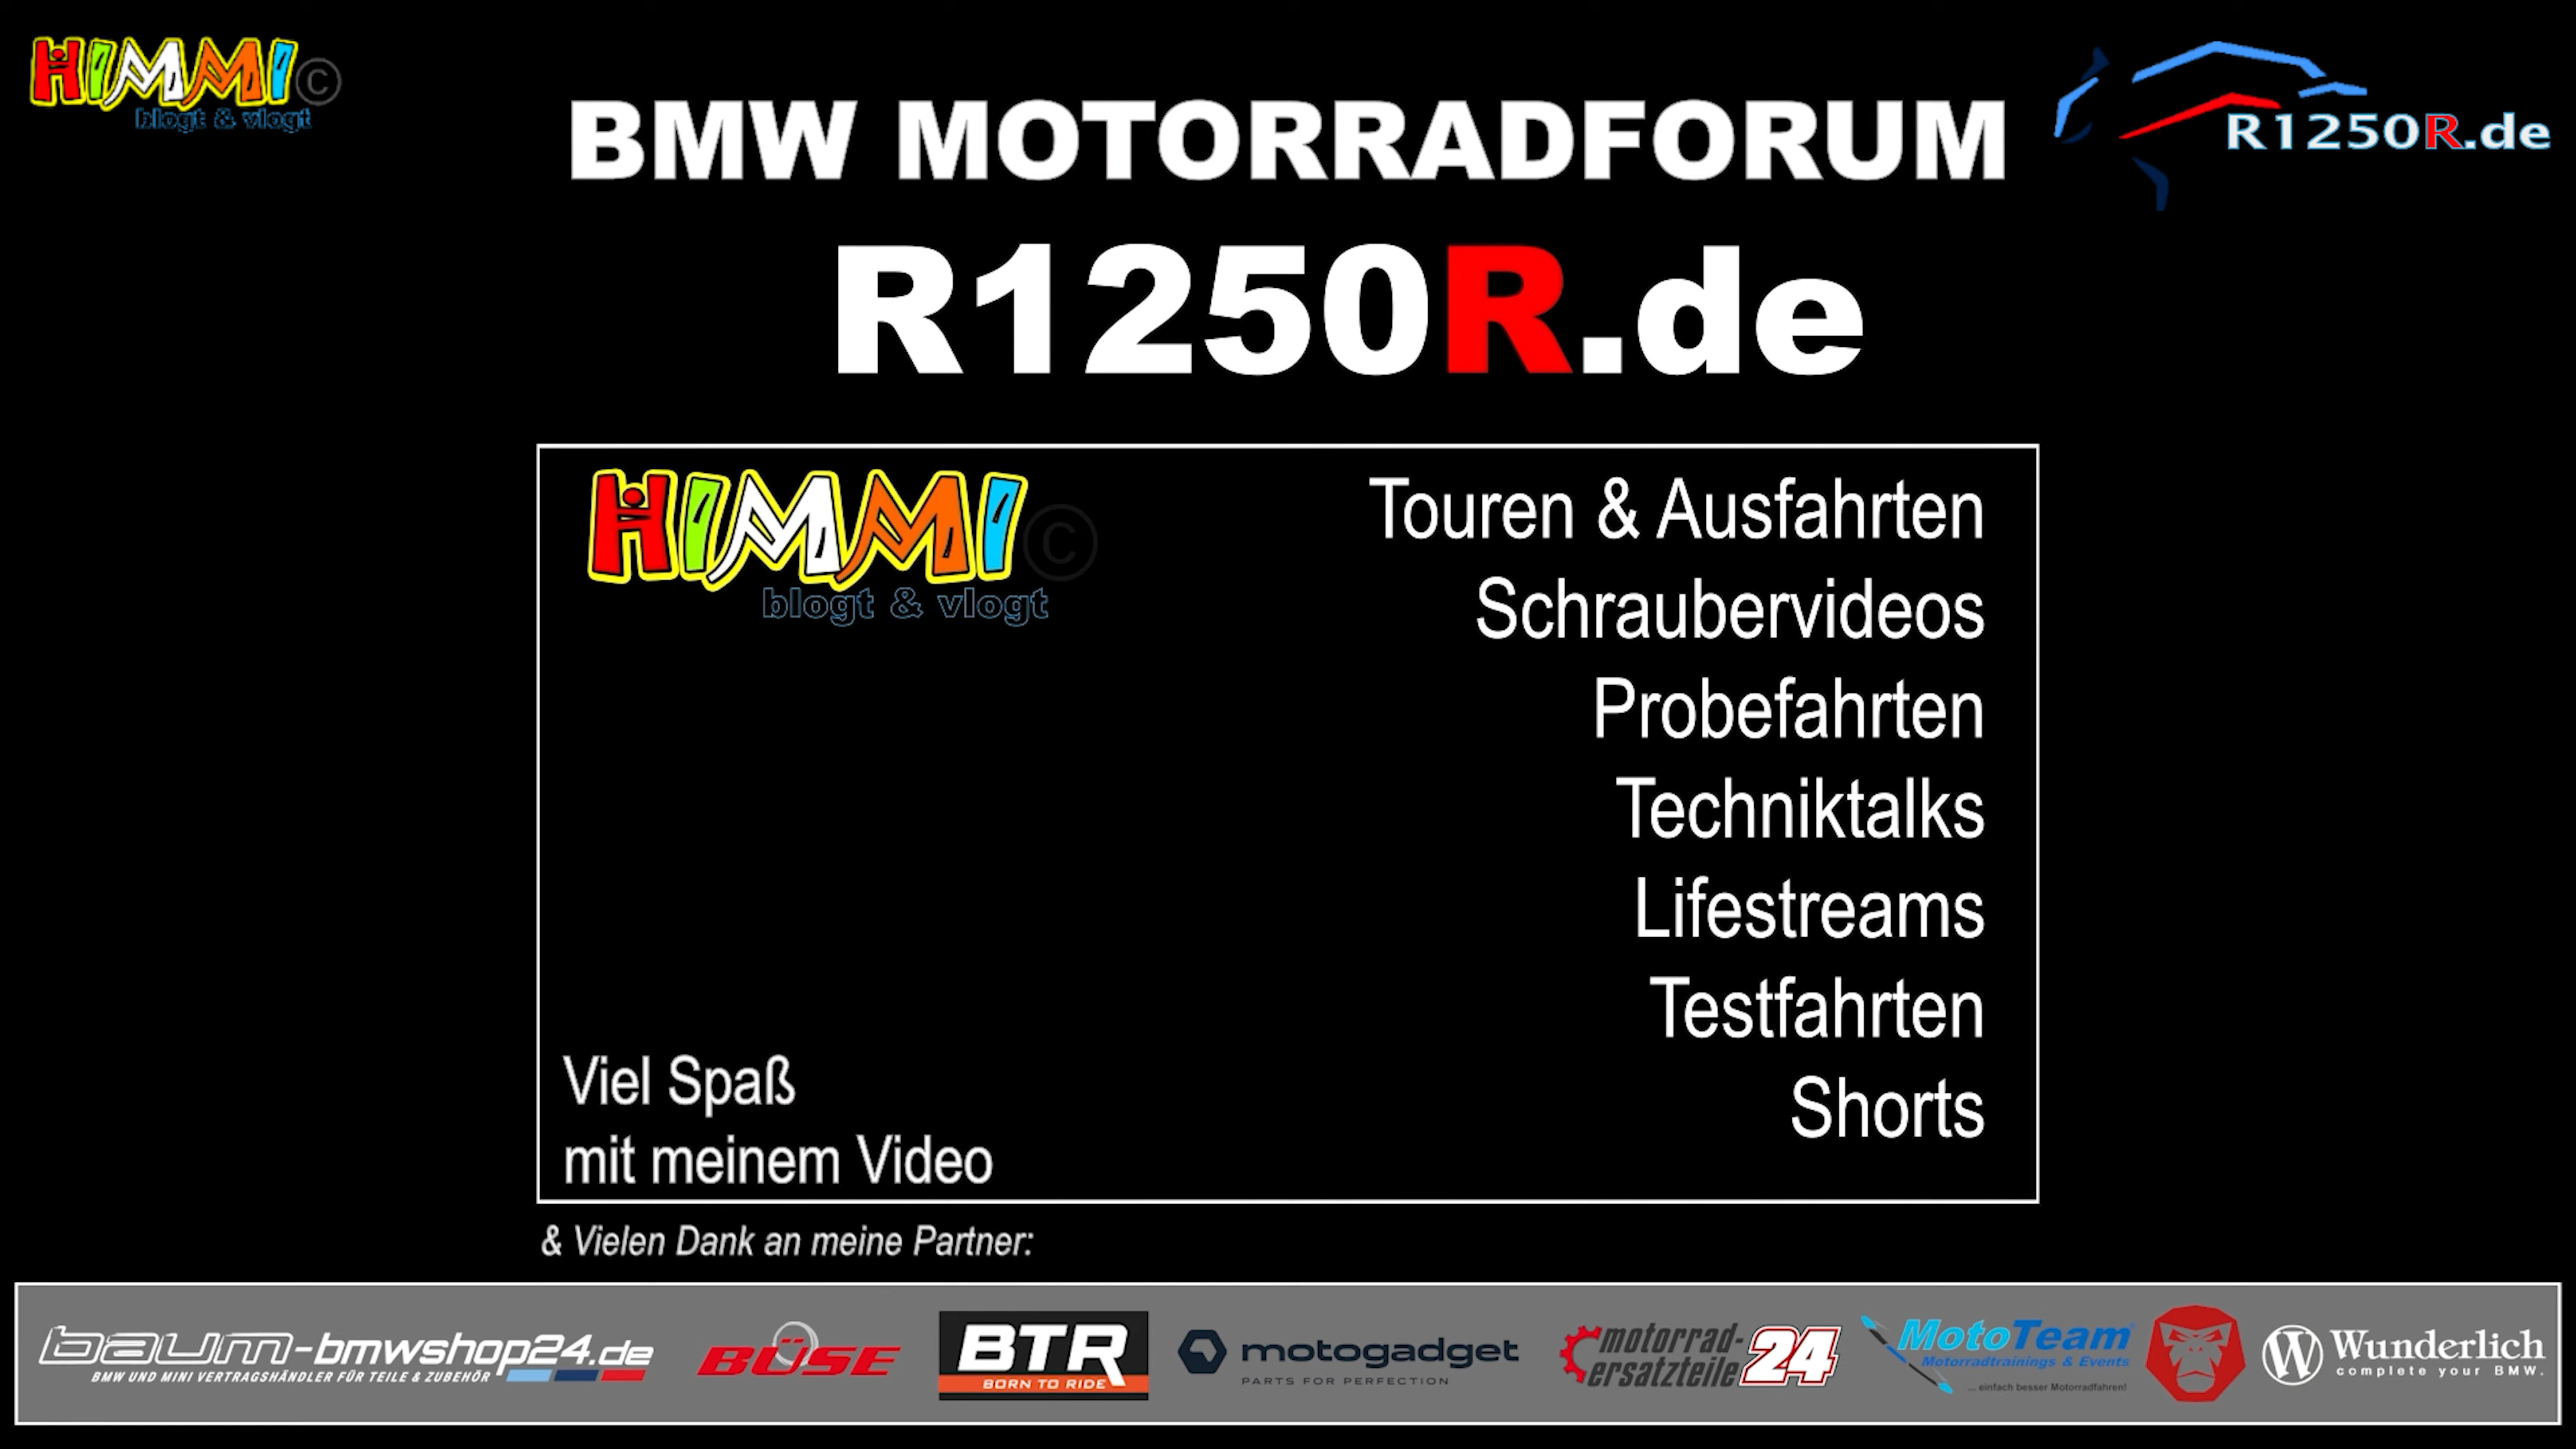 HIMMI ©
blogt & vlogt
BMW MOTORRADFORUM
R1250R.de
R1250R.de
HIMMI ©
blogt & vlogt
Touren & Ausfahrten
Schraubervideos
Probefahrten
Techniktalks
Lifestreams
Testfahrten
Shorts
Viel Spaß
mit meinem Video
& Vielen Dank an meine Partner:
baum-bmwshop24.de
BMW UND MINI VERTRAGSHÄNDLER FÜR TEILE & ZUBEHÖR
BÜSE
BTR
BORN TO RIDE
motogadget
PARTS FOR PERFECTION
motorrad-
ersatzteile24
MotoTeam
Motorradtrainings & Events
... einfach besser Motorradfahren!
Wunderlich
complete your BMW.